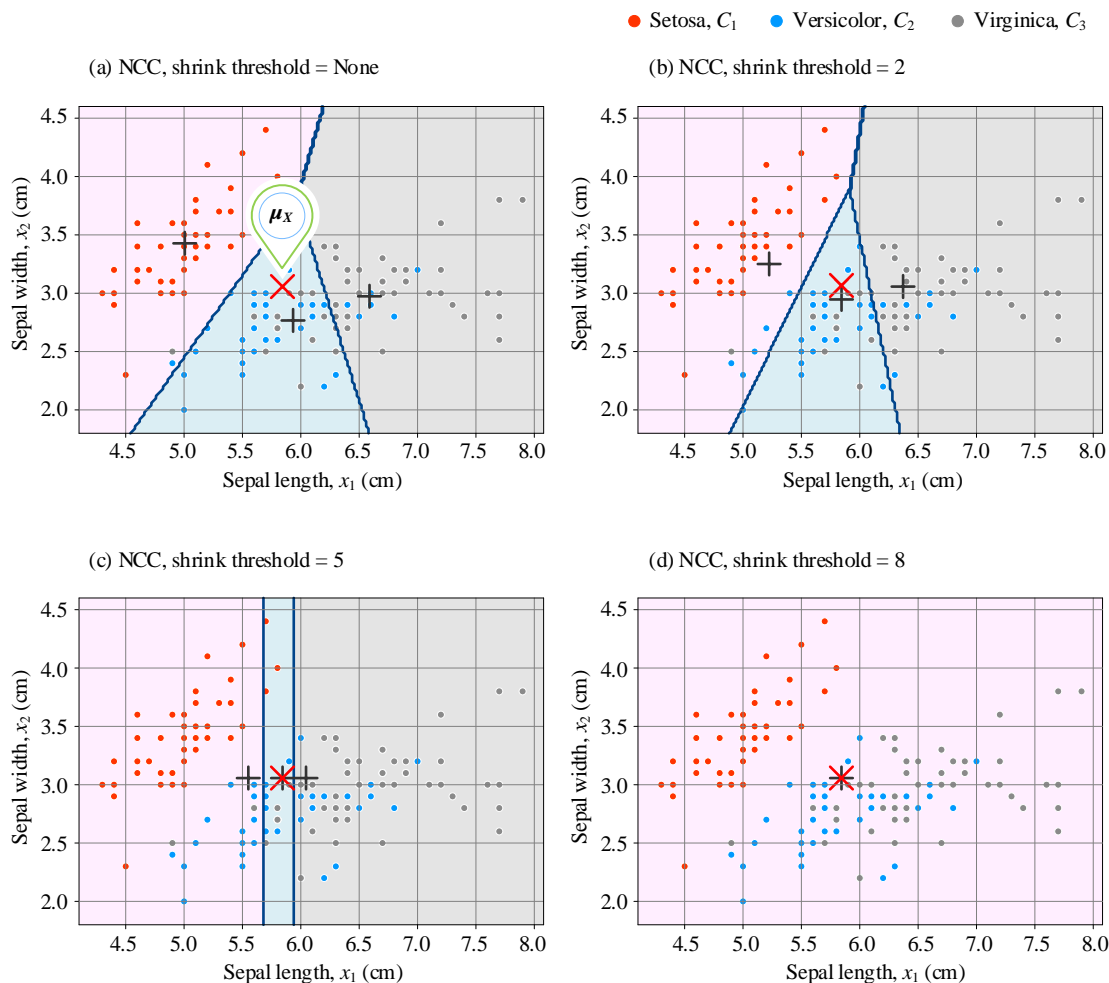 Setosa, C1 Versicolor, C2 Virginica, C3
(a) NCC, shrink threshold = None
(b) NCC, shrink threshold = 2
4.5
4.0
3.5
3.0
2.5
2.0
Sepal width, x2 (cm)
μX
4.5 5.0 5.5 6.0 6.5 7.0 7.5 8.0
Sepal length, x1 (cm)
4.5
4.0
3.5
3.0
2.5
2.0
Sepal width, x2 (cm)
4.5 5.0 5.5 6.0 6.5 7.0 7.5 8.0
Sepal length, x1 (cm)
(c) NCC, shrink threshold = 5
(d) NCC, shrink threshold = 8
4.5
4.0
3.5
3.0
2.5
2.0
Sepal width, x2 (cm)
4.5 5.0 5.5 6.0 6.5 7.0 7.5 8.0
Sepal length, x1 (cm)
4.5
4.0
3.5
3.0
2.5
2.0
Sepal width, x2 (cm)
4.5 5.0 5.5 6.0 6.5 7.0 7.5 8.0
Sepal length, x1 (cm)